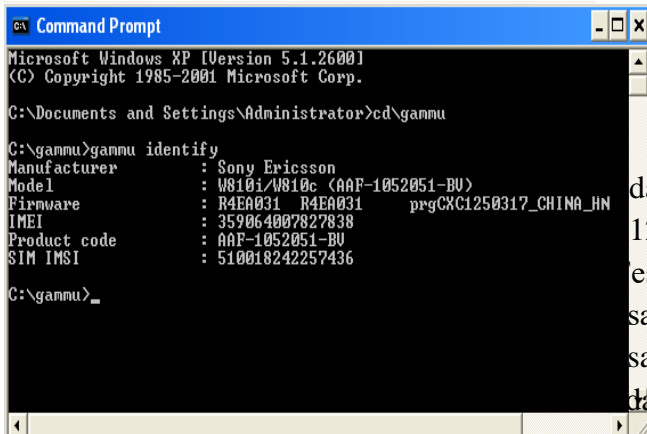 Command Prompt
Microsoft Windows XP [Version 5.1.2600]
(C) Copyright 1985-2001 Microsoft Corp.
C:\Documents and Settings\Administrator>cd\gammu
C:\gammu>gammu identify
Manufacturer : Sony Ericsson
Model : W810i/W810c (AAF-1052051-BV)
Firmware : R4EA031 R4EA031 prgCXC1250317_CHINA_HN
IMEI : 359064007827838
Product code : AAF-1052051-BV
SIM IMSI : 510018242257436
C:\gammu>_